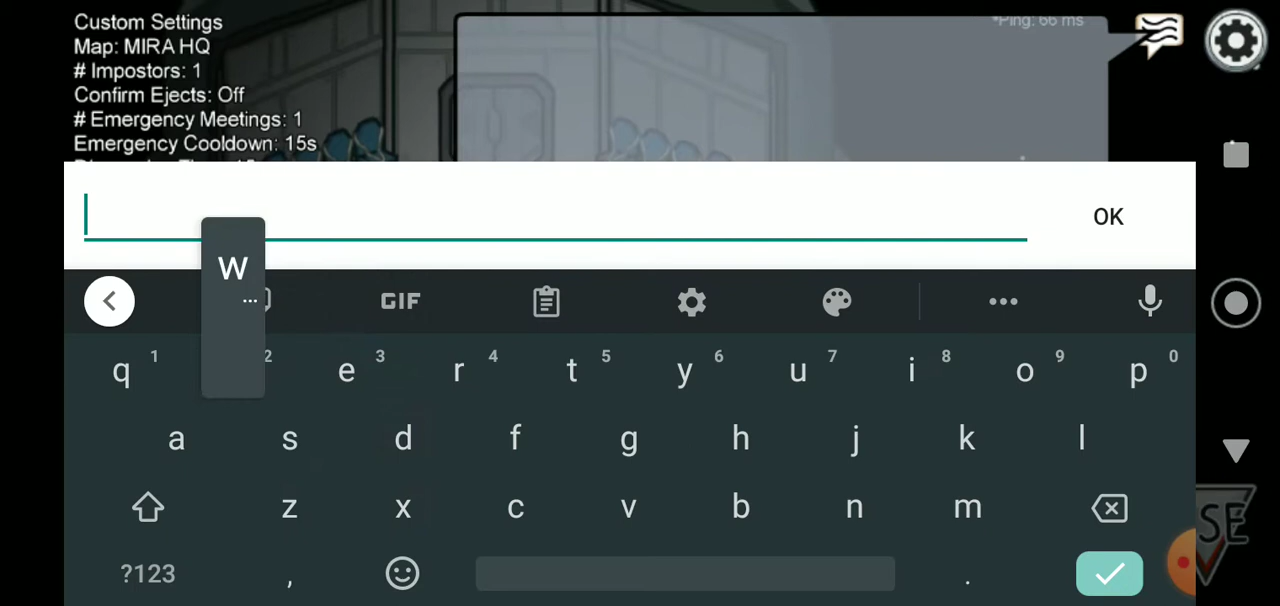 Custom Settings
*Ping: 66 ms
Map: MIRA HQ
# Impostors: 1
Confirm Ejects: Off
# Emergency Meetings: 1
Emergency Cooldown: 15s
OK
W
...
GIF
q 1 2 e 3 r 4 t 5 y 6 u 7 i 8 o 9 p 0
a s d f g h j k l
z x c v b n m
?123 , .
SE